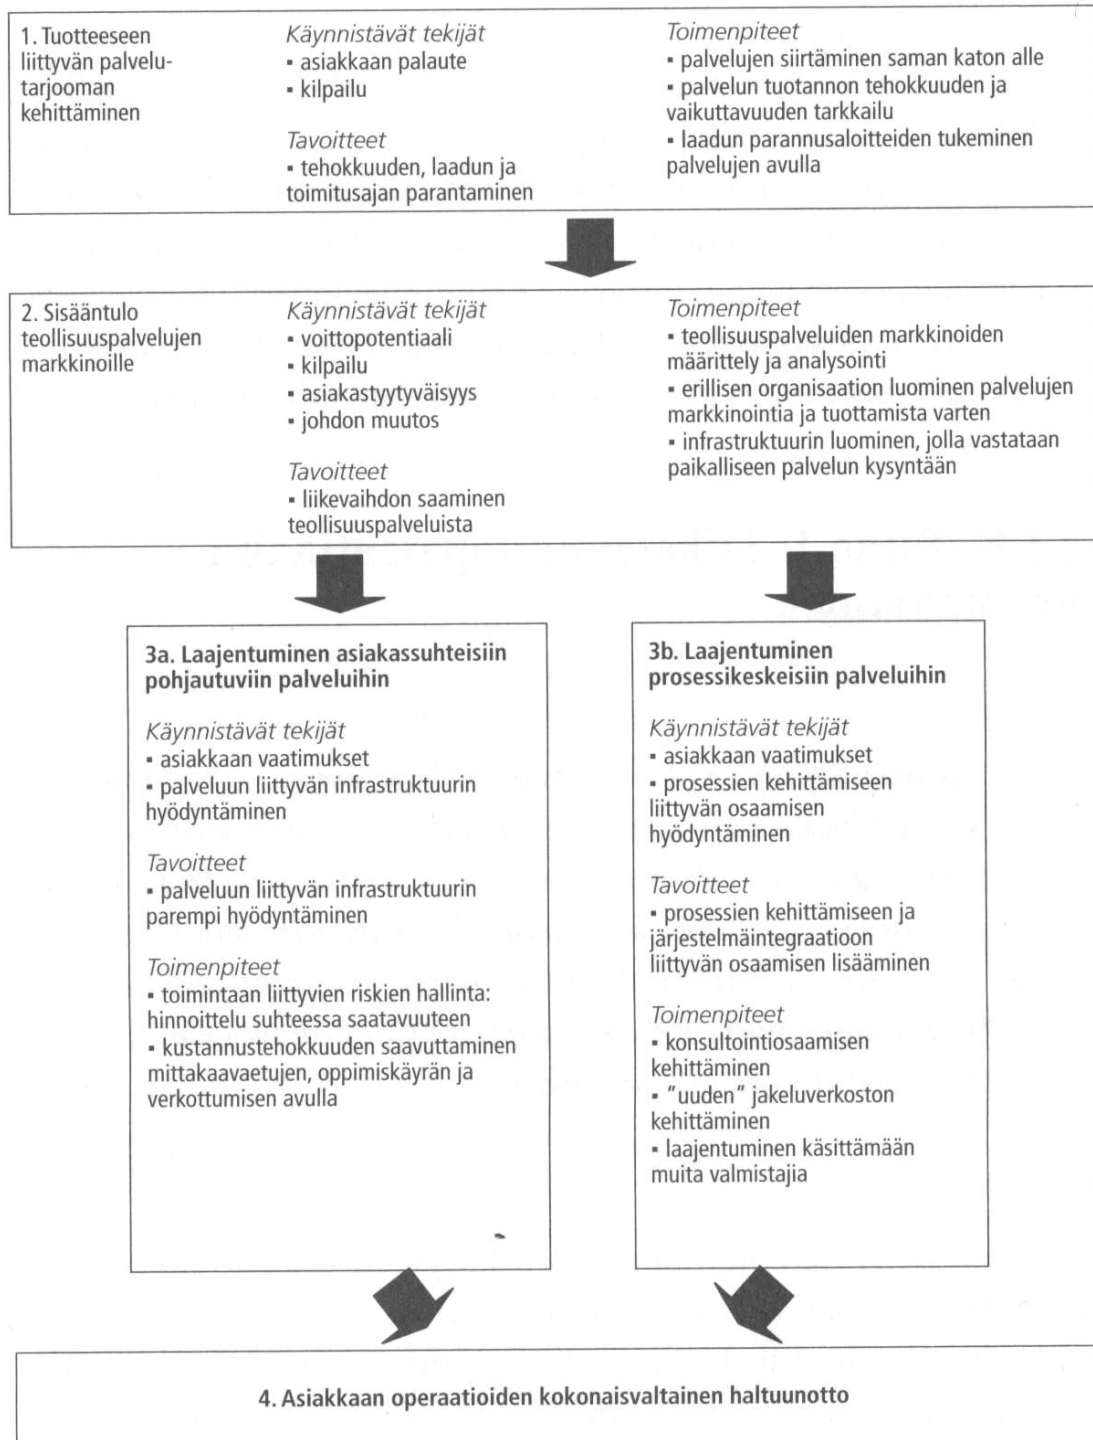 1. Tuotteeseen
liittyvän palvelu-
tarjooman
kehittäminen
Käynnistävät tekijät
▪ asiakkaan palaute
▪ kilpailu
Tavoitteet
▪ tehokkuuden, laadun ja
toimitusajan parantaminen
Toimenpiteet
▪ palvelujen siirtäminen saman katon alle
▪ palvelun tuotannon tehokkuuden ja
vaikuttavuuden tarkkailu
▪ laadun parannusaloitteiden tukeminen
palvelujen avulla
2. Sisääntulo
teollisuuspalvelujen
markkinoille
Käynnistävät tekijät
▪ voittopotentiaali
▪ kilpailu
▪ asiakastyytyväisyys
▪ johdon muutos
Tavoitteet
▪ liikevaihdon saaminen
teollisuuspalveluista
Toimenpiteet
▪ teollisuuspalveluiden markkinoiden
määrittely ja analysointi
▪ erillisen organisaation luominen palvelujen
markkinointia ja tuottamista varten
▪ infrastruktuurin luominen, jolla vastataan
paikalliseen palvelun kysyntään
3a. Laajentuminen asiakassuhteisiin
pohjautuviin palveluihin
Käynnistävät tekijät
▪ asiakkaan vaatimukset
▪ palveluun liittyvän infrastruktuurin
hyödyntäminen
Tavoitteet
▪ palveluun liittyvän infrastruktuurin
parempi hyödyntäminen
Toimenpiteet
▪ toimintaan liittyvien riskien hallinta:
hinnoittelu suhteessa saatavuuteen
▪ kustannustehokkuuden saavuttaminen
mittakaavaetujen, oppimiskäyrän ja
verkottumisen avulla
3b. Laajentuminen
prosessikeskeisiin palveluihin
Käynnistävät tekijät
▪ asiakkaan vaatimukset
▪ prosessien kehittämiseen
liittyvän osaamisen
hyödyntäminen
Tavoitteet
▪ prosessien kehittämiseen ja
järjestelmäintegraatioon
liittyvän osaamisen lisääminen
Toimenpiteet
▪ konsultointiosaamisen
kehittäminen
▪ ”uuden” jakeluverkoston
kehittäminen
▪ laajentuminen käsittämään
muita valmistajia
4. Asiakkaan operaatioiden kokonaisvaltainen haltuunotto